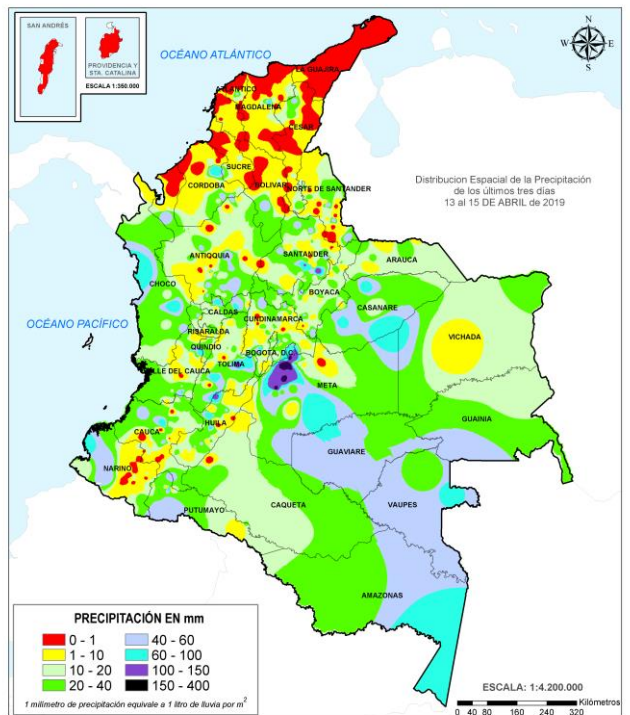 SAN ANDRÉS
PROVIDENCIA Y
STA. CATALINA
ESCALA 1:350.000
OCÉANO ATLÁNTICO
N
W
E
S
LA GUAJIRA
ATLANTICO
MAGDALENA
CESAR
SUCRE
CORDOBA
BOLIVAR
NORTE DE SANTANDER
Distribucion Espacial de la Precipitación
de los últimos tres días
13 al 15 DE ABRIL de 2019
ANTIOQUIA
SANTANDER
ARAUCA
CHOCO
BOYACA
CASANARE
CALDAS
CUNDINAMARCA
OCÉANO PACÍFICO
RISARALDA
VICHADA
QUINDIO
BOGOTA, D.C.
TOLIMA
VALLE DEL CAUCA
META
GUAINIA
CAUCA
HUILA
GUAVIARE
NARIÑO
CAQUETA
VAUPES
PUTUMAYO
AMAZONAS
PRECIPITACIÓN EN mm
0 - 1
40 - 60
1 - 10
60 - 100
10 - 20
100 - 150
20 - 40
150 - 400
1 milimetro de precipitación equivale a 1 litro de lluvia por m2
ESCALA: 1:4.200.000
Kilómetros
0 40 80 160 240 320